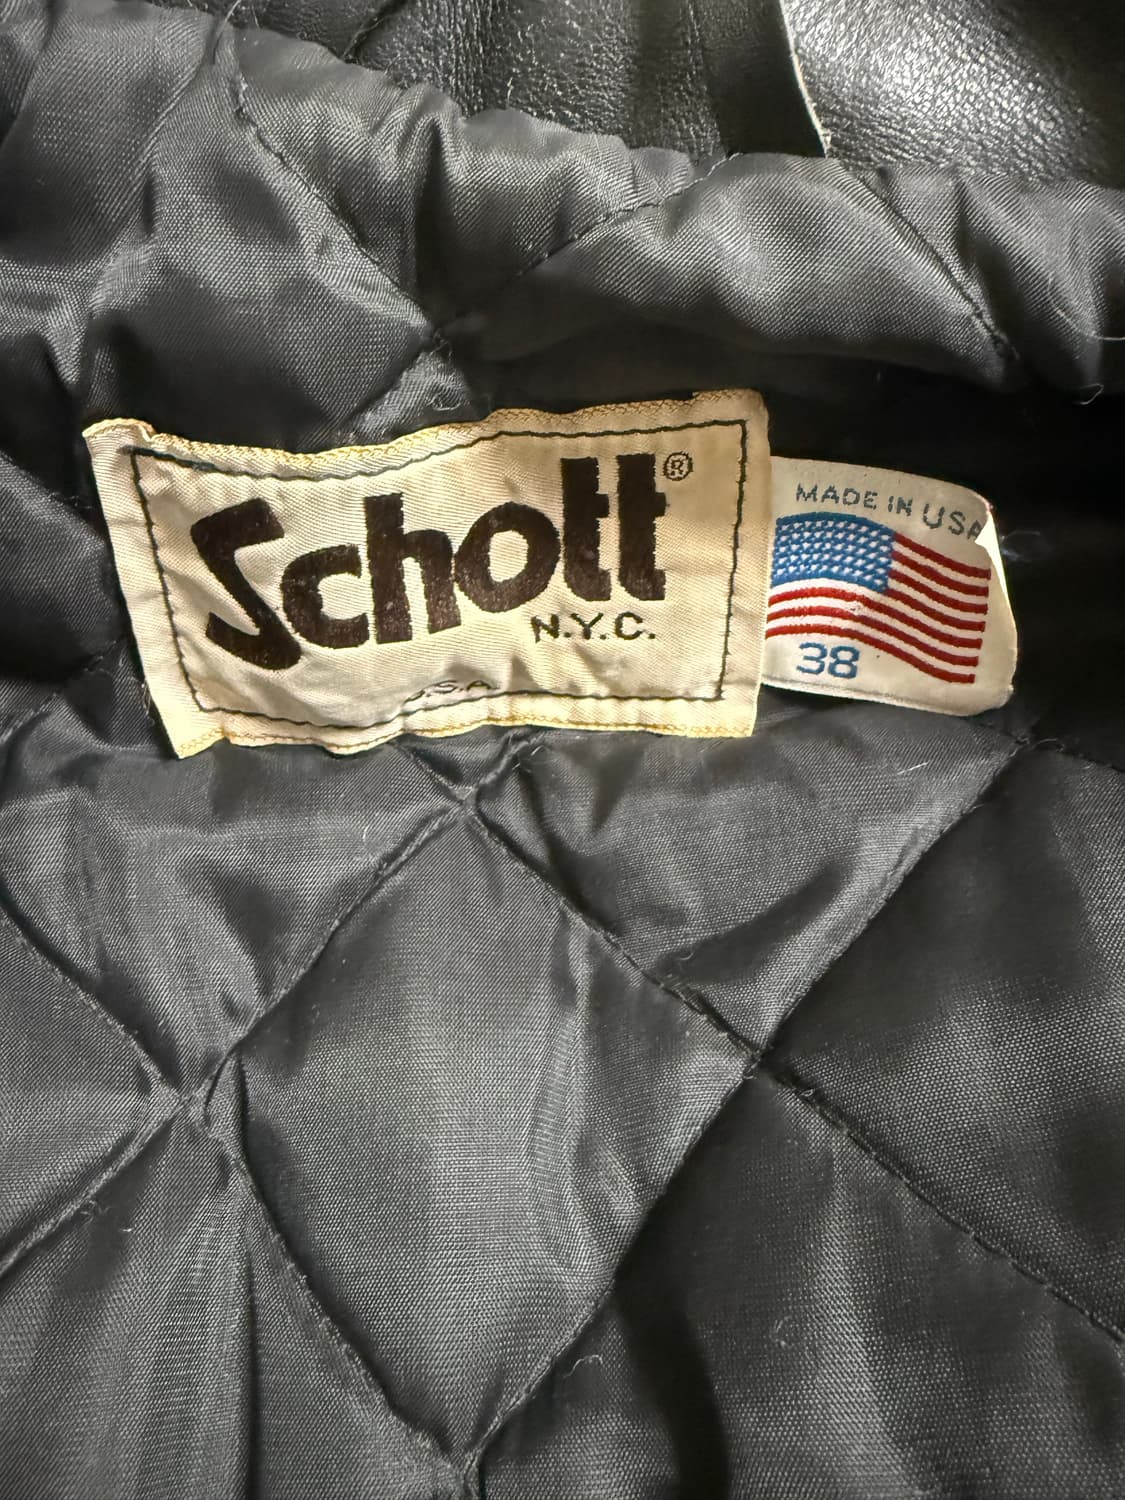 Schott®
N.Y.C.
U.S.A.
MADE IN USA
38